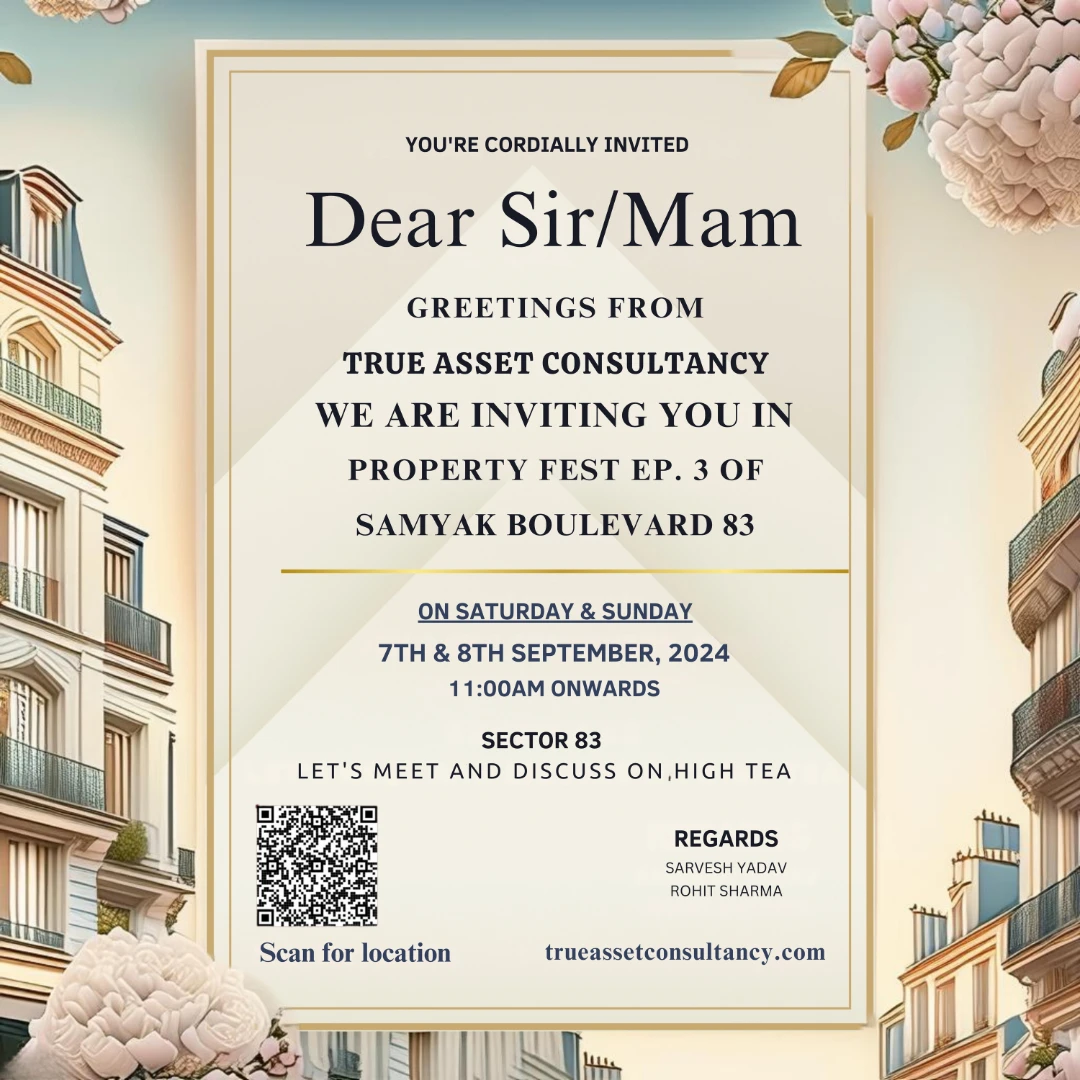 YOU'RE CORDIALLY INVITED
Dear Sir/Mam
GREETINGS FROM
TRUE ASSET CONSULTANCY
WE ARE INVITING YOU IN
PROPERTY FEST EP. 3 OF
SAMYAK BOULEVARD 83
ON SATURDAY & SUNDAY
7TH & 8TH SEPTEMBER, 2024
11:00AM ONWARDS
SECTOR 83
LET'S MEET AND DISCUSS ON,HIGH TEA
REGARDS
SARVESH YADAV
ROHIT SHARMA
Scan for location
trueassetconsultancy.com